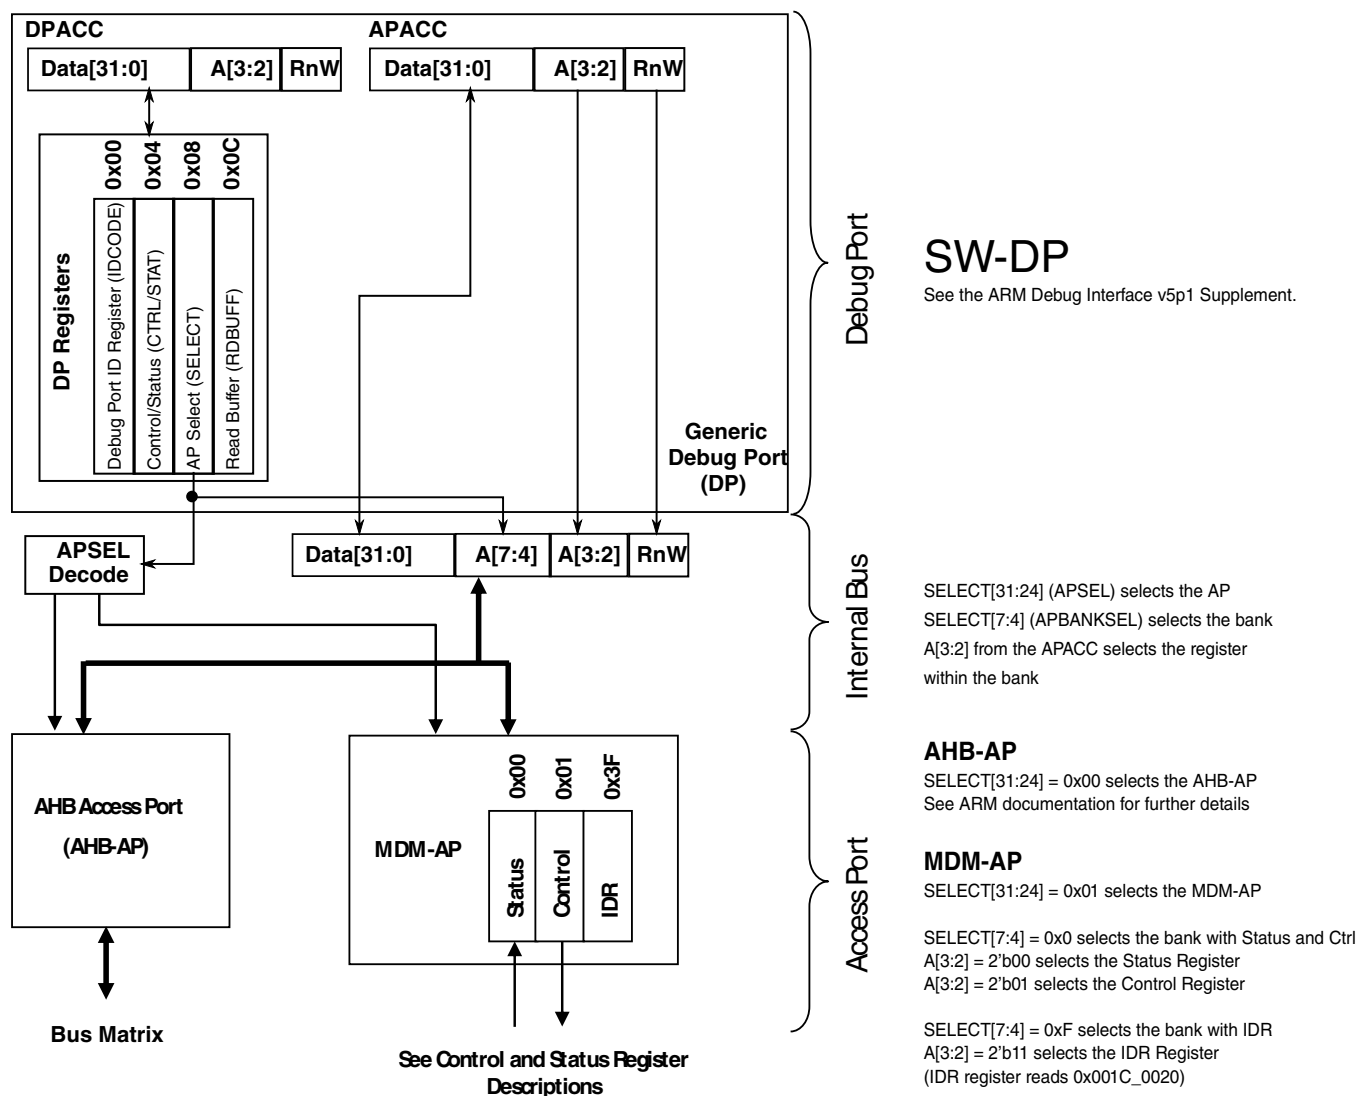 DPACC
APACC
Data[31:0] A[3:2] RnW
Data[31:0] A[3:2] RnW
0x00
0x04
0x08
0x0C
DP Registers
Debug Port ID Register (IDCODE)
Control/Status (CTRL/STAT)
AP Select (SELECT)
Read Buffer (RDBUFF)
Generic
Debug Port
(DP)
Debug Port
SW-DP
See the ARM Debug Interface v5p1 Supplement.
APSEL
Decode
Data[31:0] A[7:4] A[3:2] RnW
Internal Bus
SELECT[31:24] (APSEL) selects the AP
SELECT[7:4] (APBANKSEL) selects the bank
A[3:2] from the APACC selects the register
within the bank
AHB Access Port
(AHB-AP)
Bus Matrix
MDM-AP
0x00
0x01
0x3F
Status
Control
IDR
See Control and Status Register
Descriptions
Access Port
AHB-AP
SELECT[31:24] = 0x00 selects the AHB-AP
See ARM documentation for further details
MDM-AP
SELECT[31:24] = 0x01 selects the MDM-AP
SELECT[7:4] = 0x0 selects the bank with Status and Ctrl
A[3:2] = 2'b00 selects the Status Register
A[3:2] = 2'b01 selects the Control Register
SELECT[7:4] = 0xF selects the bank with IDR
A[3:2] = 2'b11 selects the IDR Register
(IDR register reads 0x001C_0020)